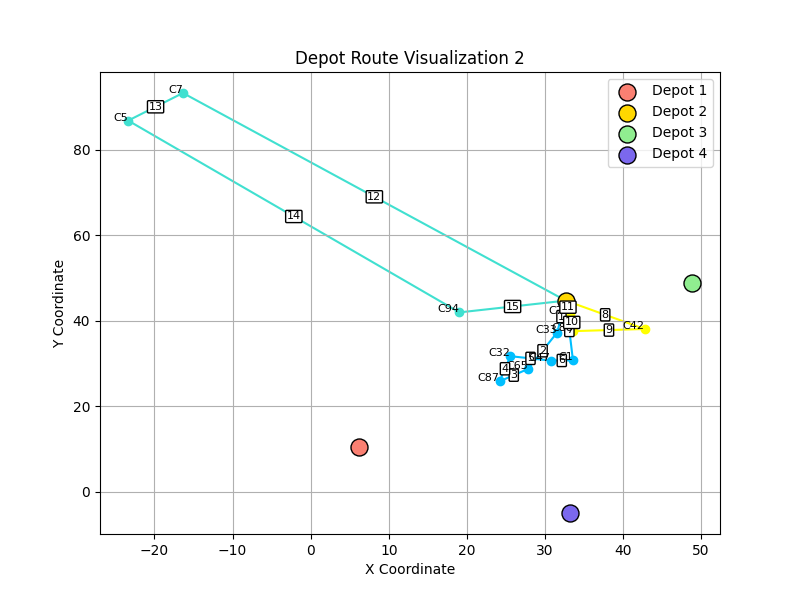 Depot Route Visualization 2
Depot 1
Depot 2
Depot 3
Depot 4
C7
13
C5
12
14
C94
15
11
8
10
C42
9
C33
C32
2
6
4
3
C87
80
60
40
20
0
Y Coordinate
−20
−10
0
10
20
30
40
50
X Coordinate